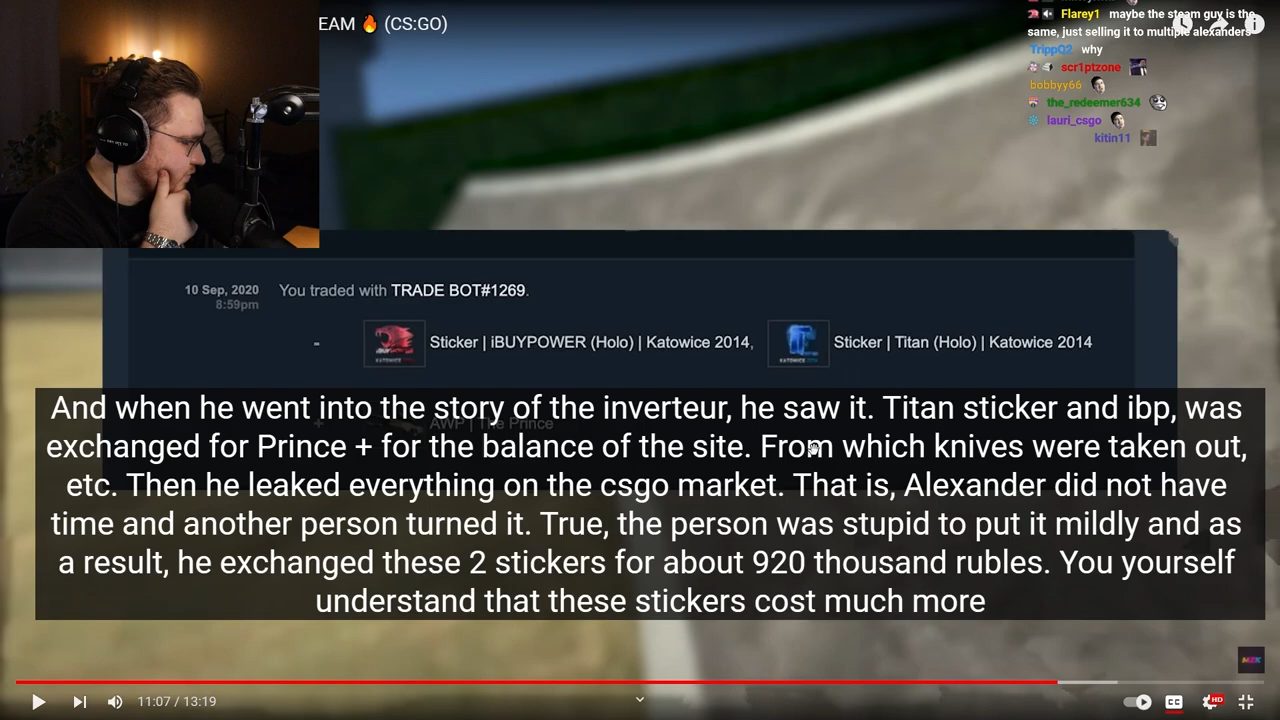 EAM 🔥 (CS:GO)
Flarey1 maybe the steam guy is the
same, just selling it to multiple alexanders
TrippQ2 why
scr1ptzone
bobbyy66
the_redeemer634
lauri_csgo
kitin11
10 Sep, 2020
8:59pm
You traded with TRADE BOT#1269.
- Sticker | iBUYPOWER (Holo) | Katowice 2014, Sticker | Titan (Holo) | Katowice 2014
+ AWP | The Prince
And when he went into the story of the inverteur, he saw it. Titan sticker and ibp, was
exchanged for Prince + for the balance of the site. From which knives were taken out,
etc. Then he leaked everything on the csgo market. That is, Alexander did not have
time and another person turned it. True, the person was stupid to put it mildly and as
a result, he exchanged these 2 stickers for about 920 thousand rubles. You yourself
understand that these stickers cost much more
MZK
11:07 / 13:19
CC
HD